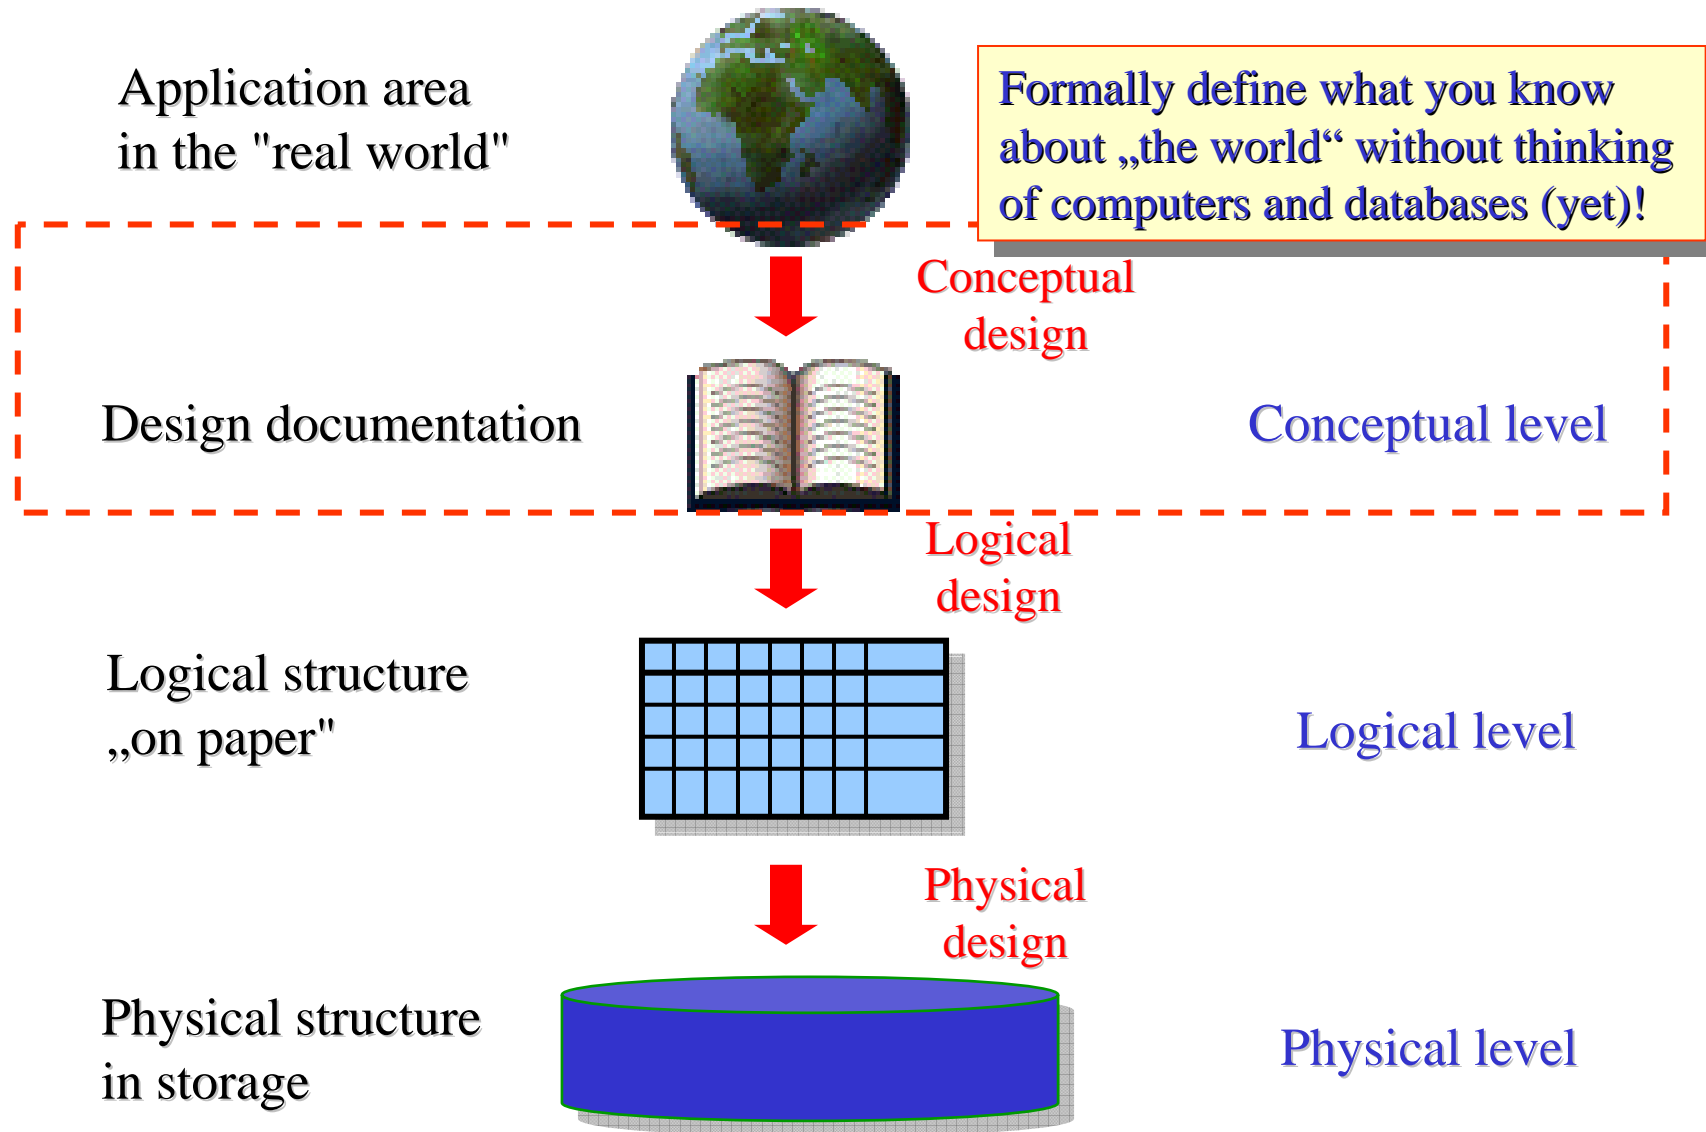 Application area
in the "real world"
Formally define what you know
about „the world“ without thinking
of computers and databases (yet)!
Conceptual
design
Design documentation
Conceptual level
Logical
design
Logical structure
„on paper"
Logical level
Physical
design
Physical structure
in storage
Physical level